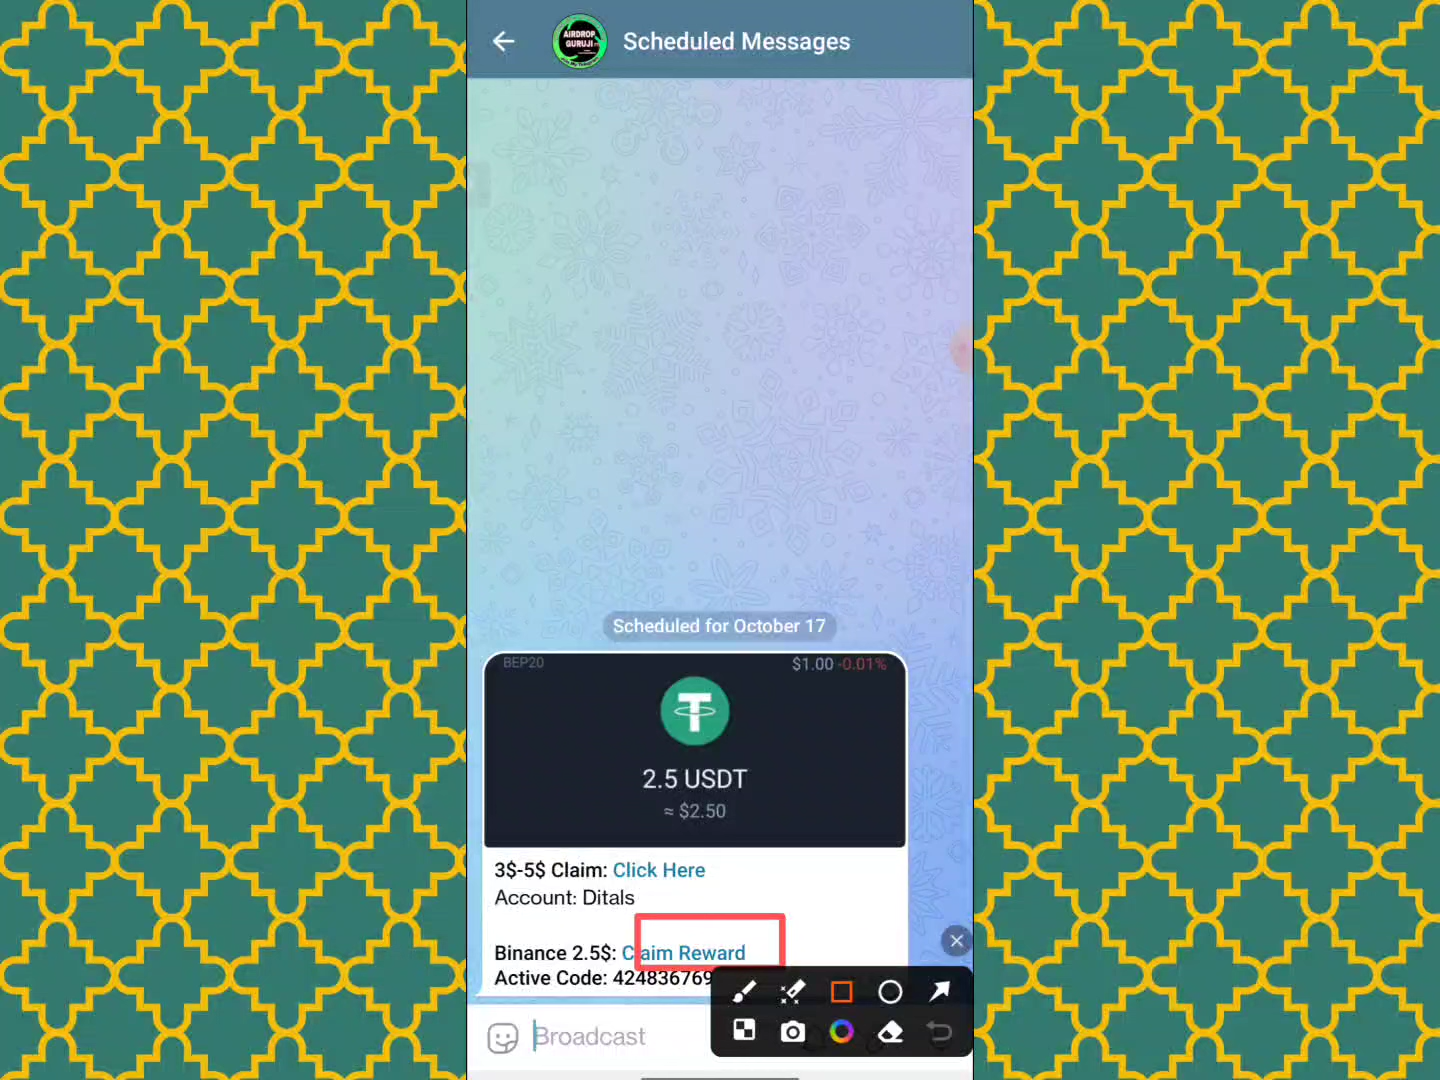 AIRDROP
GURUJI
Scheduled Messages
Scheduled for October 17
BEP20
$1.00 -0.01%
2.5 USDT
≈ $2.50
3$-5$ Claim: Click Here
Account: Ditals
Binance 2.5$: Claim Reward
Active Code: 424836769
Broadcast